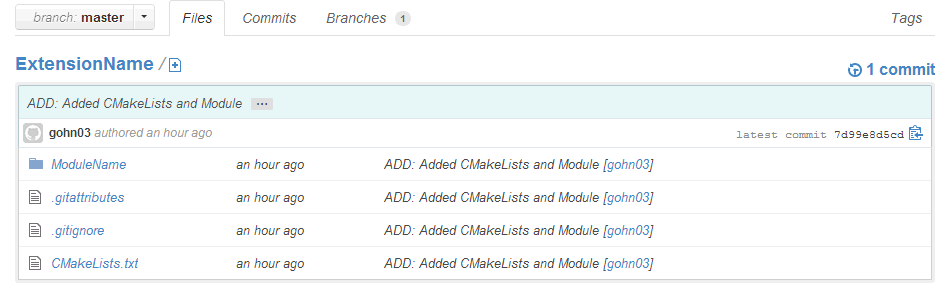 branch: master Files Commits Branches 1 Tags
ExtensionName /
1 commit
ADD: Added CMakeLists and Module ...
gohn03 authored an hour ago latest commit 7d99e8d5cd
ModuleName an hour ago ADD: Added CMakeLists and Module [gohn03]
.gitattributes an hour ago ADD: Added CMakeLists and Module [gohn03]
.gitignore an hour ago ADD: Added CMakeLists and Module [gohn03]
CMakeLists.txt an hour ago ADD: Added CMakeLists and Module [gohn03]